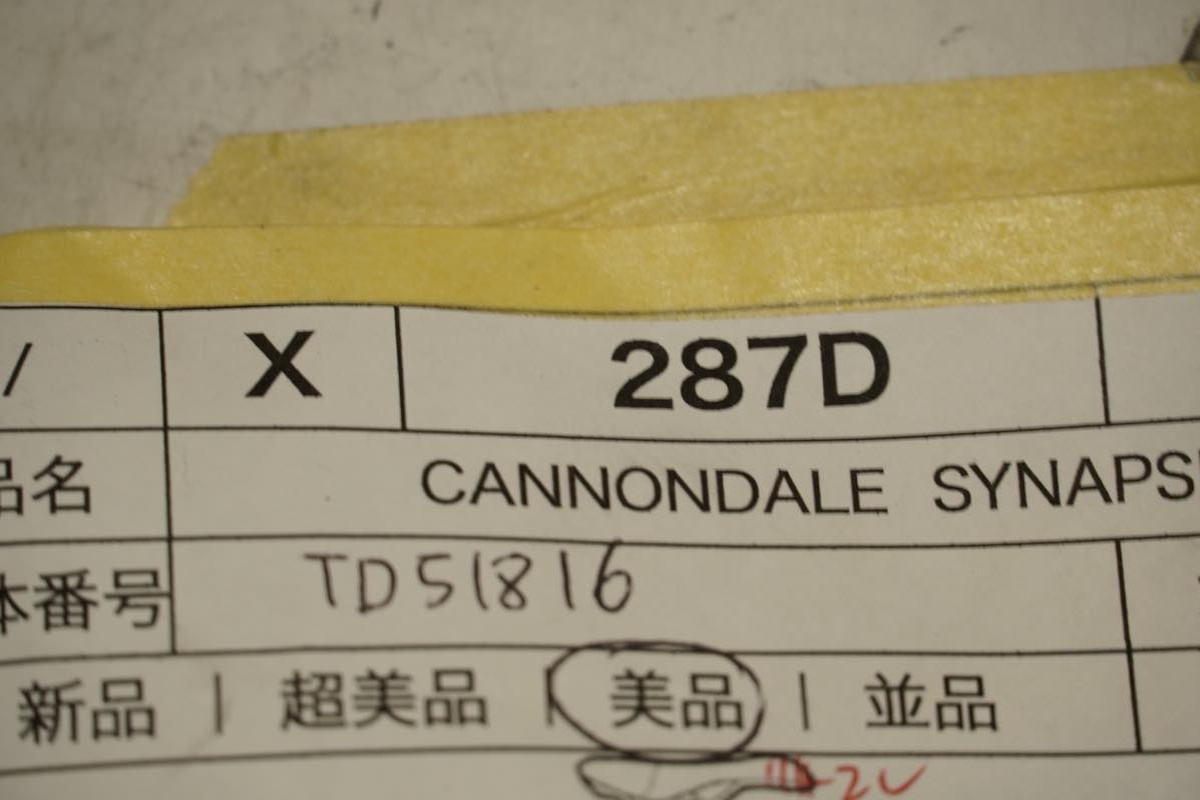 / X 287D
品名 CANNONDALE SYNAPS
体番号 TD51816
新品 | 超美品 | 美品 | 並品